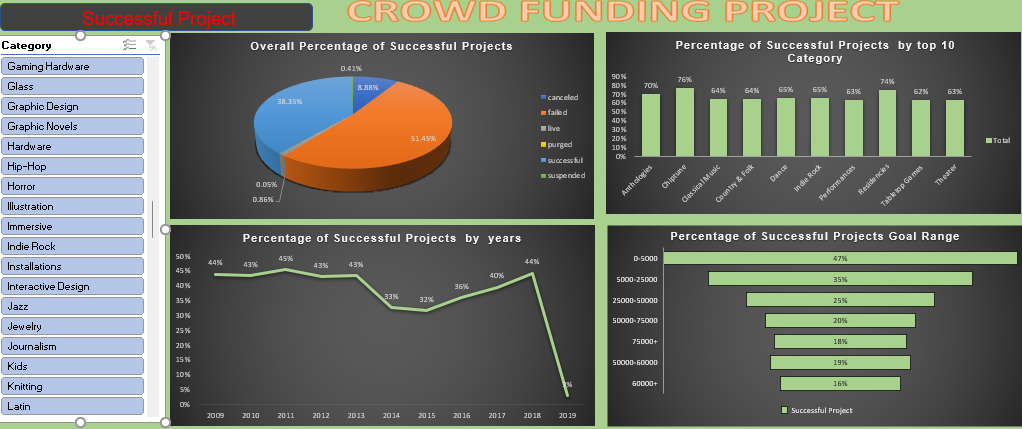 CROWD FUNDING PROJECT
Successful Project
Category
Gaming Hardware
Glass
Graphic Design
Graphic Novels
Hardware
Hip-Hop
Horror
Illustration
Immersive
Indie Rock
Installations
Interactive Design
Jazz
Jewelry
Journalism
Kids
Knitting
Latin
Overall Percentage of Successful Projects
0.41%
8.88%
38.35%
51.45%
0.05%
0.86%
canceled
failed
live
purged
successful
suspended
Percentage of Successful Projects by top 10
Category
90%
80%
70%
60%
50%
40%
30%
20%
10%
0%
70%
76%
64%
64%
65%
65%
63%
74%
62%
63%
Anthologies
Chiptune
Classical Music
Country & Folk
Dance
Indie Rock
Performances
Residencies
Tabletop Games
Theater
Total
Percentage of Successful Projects by years
50%
45%
40%
35%
30%
25%
20%
15%
10%
5%
0%
44%
43%
45%
43%
43%
33%
32%
36%
40%
44%
2009
2010
2011
2012
2013
2014
2015
2016
2017
2018
2019
Percentage of Successful Projects Goal Range
0-5000
47%
5000-25000
35%
25000-50000
25%
50000-75000
20%
75000+
18%
50000-60000
19%
60000+
16%
Successful Project